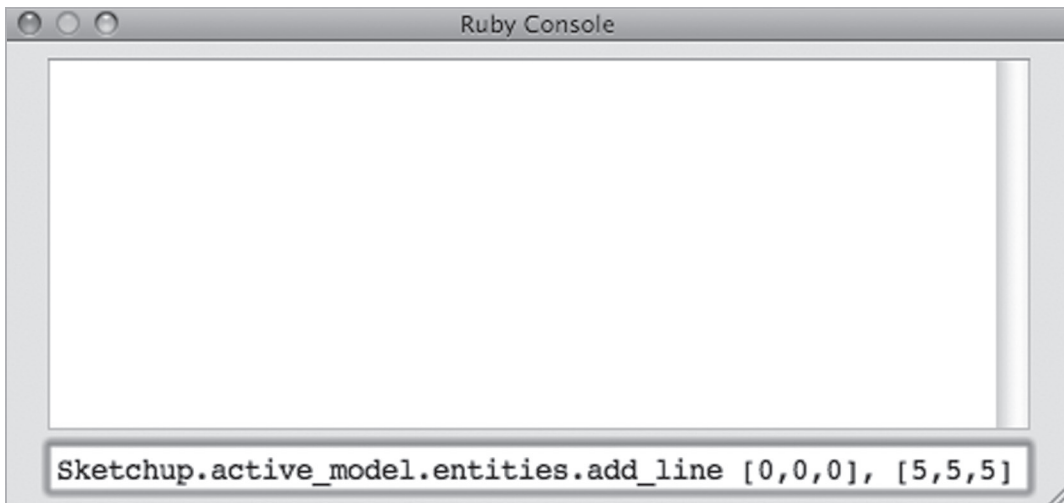 Ruby Console
Sketchup.active_model.entities.add_line [0,0,0], [5,5,5]